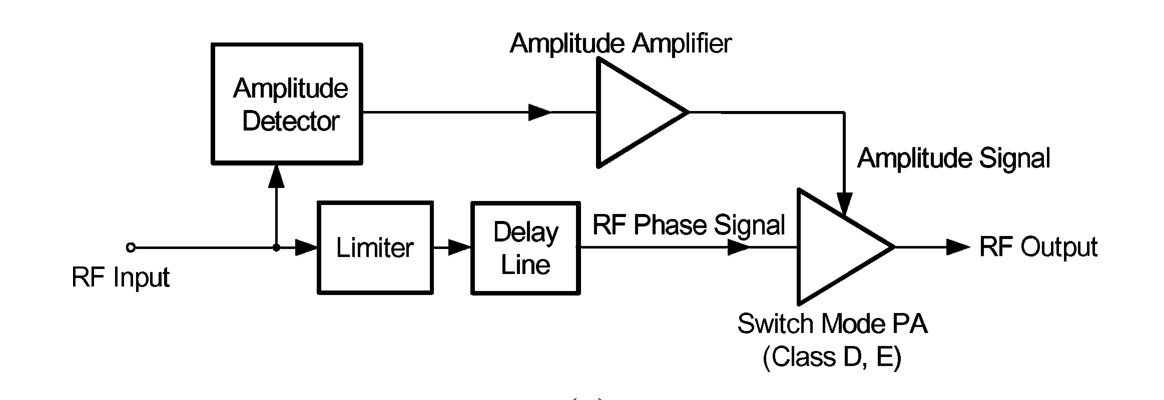 Amplitude Amplifier
Amplitude
Detector
Amplitude Signal
RF Input
Limiter
Delay
Line
RF Phase Signal
RF Output
Switch Mode PA
(Class D, E)